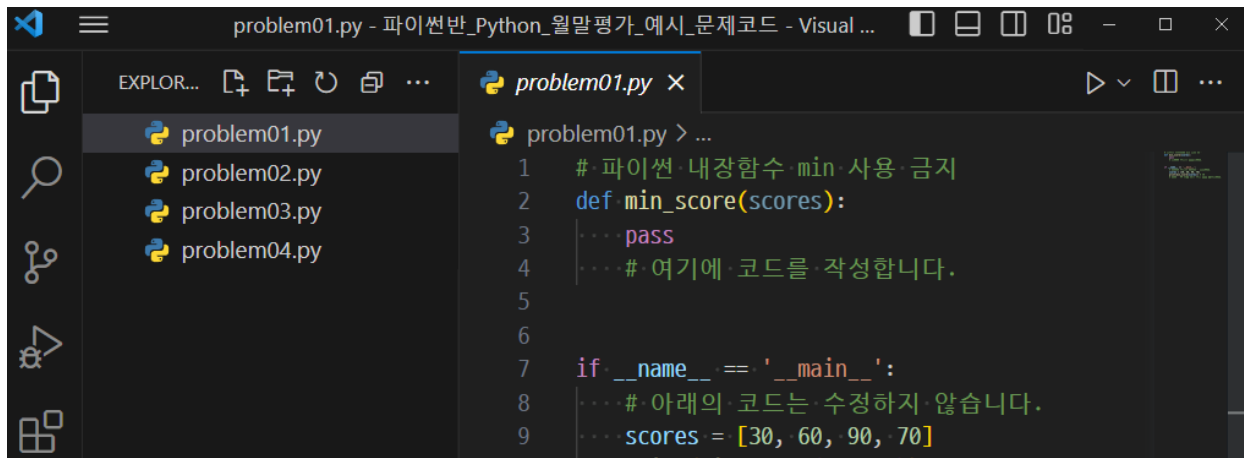 problem01.py - 파이썬반_Python_월말평가_예시_문제코드 - Visual ...
EXPLOR...
problem01.py
problem02.py
problem03.py
problem04.py
problem01.py
problem01.py > ...
1 # 파이썬 내장함수 min 사용 금지
2 def min_score(scores):
3 pass
4 # 여기에 코드를 작성합니다.
5
6
7 if __name__ == '__main__':
8 # 아래의 코드는 수정하지 않습니다.
9 scores = [30, 60, 90, 70]